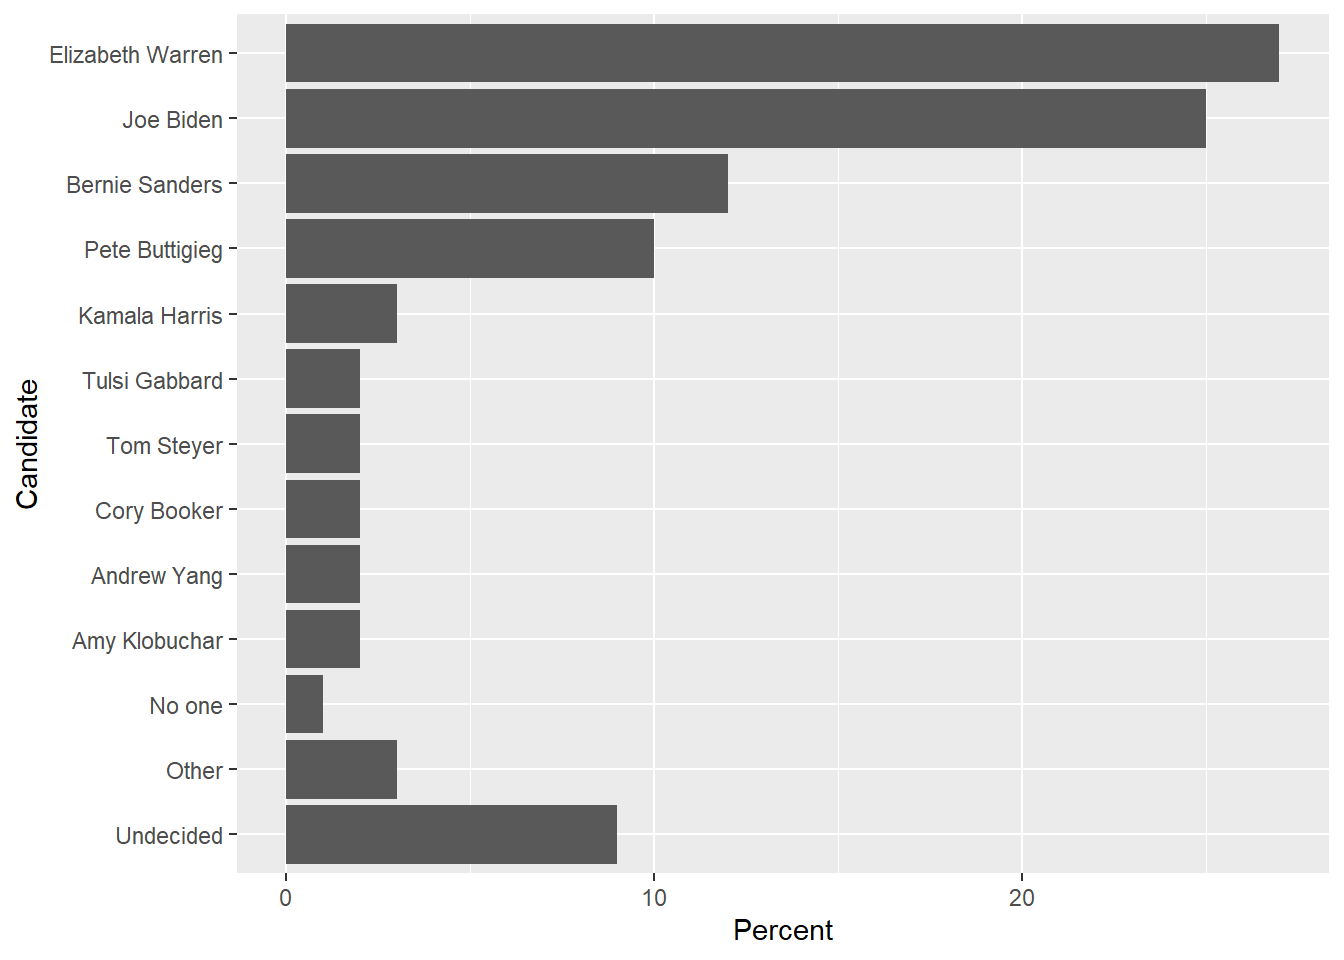 Elizabeth Warren
Joe Biden
Bernie Sanders
Pete Buttigieg
Kamala Harris
Tulsi Gabbard
Tom Steyer
Cory Booker
Andrew Yang
Amy Klobuchar
No one
Other
Undecided
Candidate
0 10 20
Percent